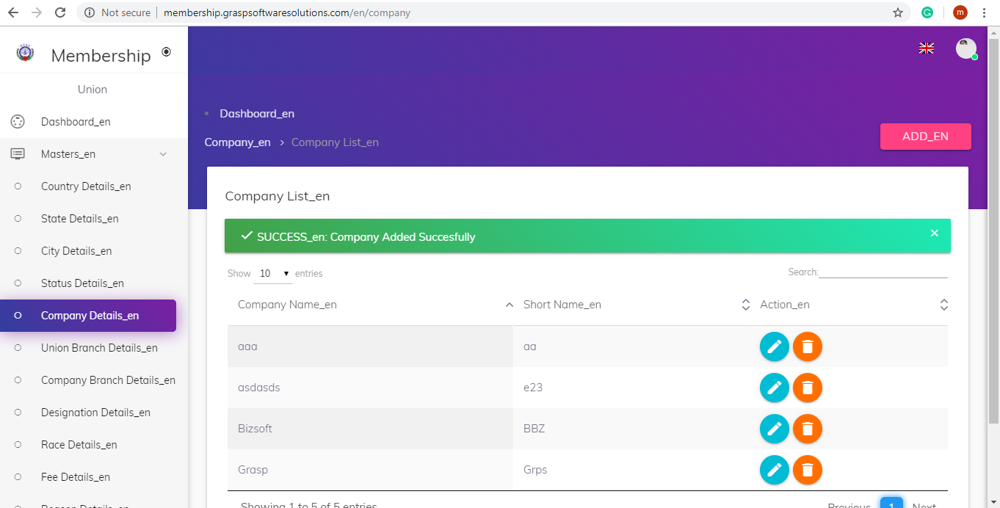 Not secure | membership.graspsoftwaresolutions.com/en/company
m
Membership
Union
Dashboard_en
Masters_en
Country Details_en
State Details_en
City Details_en
Status Details_en
Company Details_en
Union Branch Details_en
Company Branch Details_en
Designation Details_en
Race Details_en
Fee Details_en
Reason Details_en
Dashboard_en
Company_en > Company List_en
ADD_EN
Company List_en
SUCCESS_en: Company Added Succesfully
Show 10 entries
Search:
Company Name_en Short Name_en Action_en
aaa aa
asdasds e23
Bizsoft BBZ
Grasp Grps
Showing 1 to 5 of 5 entries
Previous 1 Next